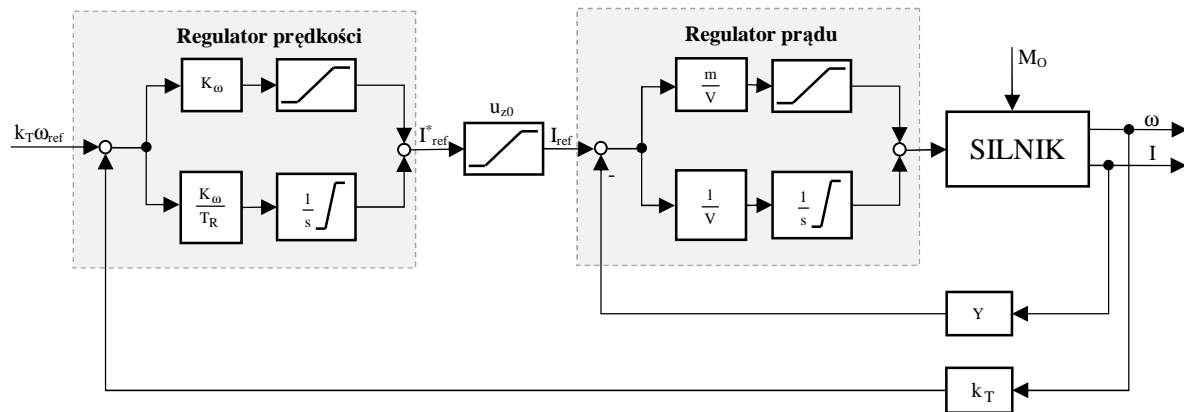 Regulator prędkości
Regulator prądu
K_ω
m/V
M_O
u_z0
k_Tω_ref
I*_ref
I_ref
SILNIK
ω
I
-
K_ω/T_R
1/s
1/V
1/s
Y
k_T